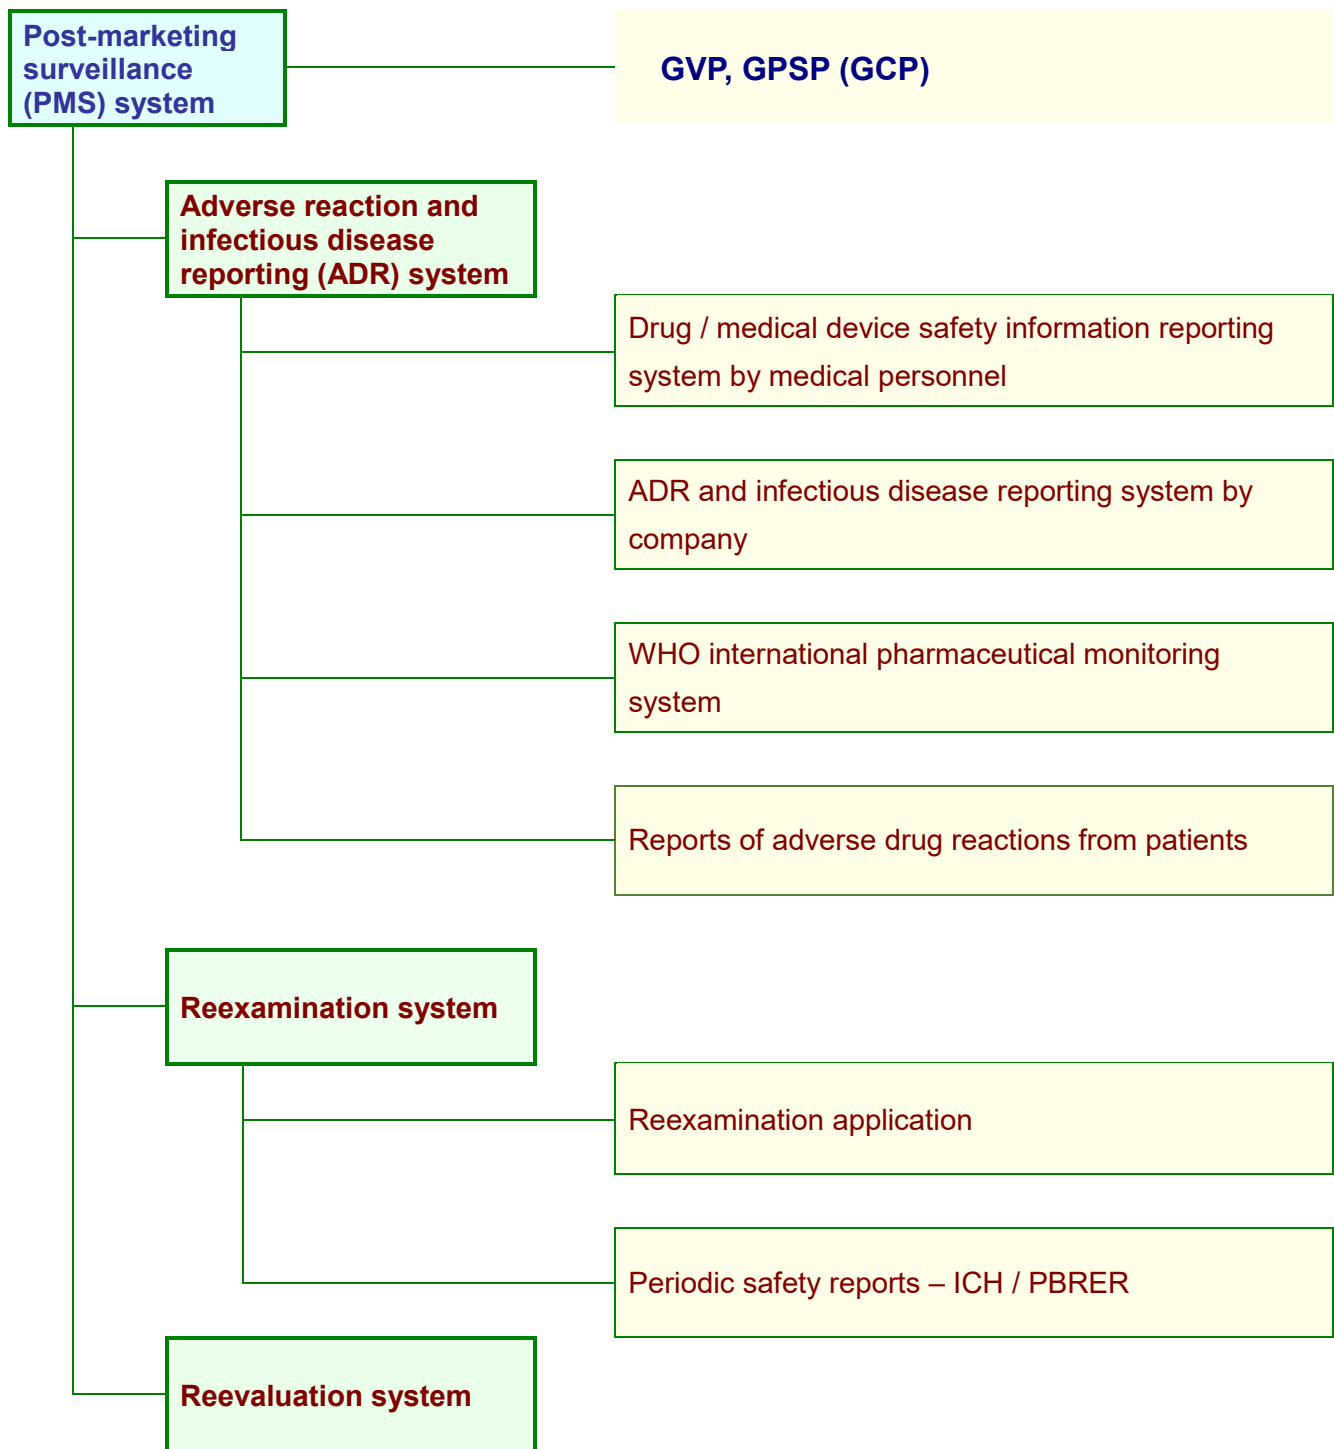 Post-marketing
surveillance
(PMS) system
GVP, GPSP (GCP)
Adverse reaction and
infectious disease
reporting (ADR) system
Drug / medical device safety information reporting
system by medical personnel
ADR and infectious disease reporting system by
company
WHO international pharmaceutical monitoring
system
Reports of adverse drug reactions from patients
Reexamination system
Reexamination application
Periodic safety reports – ICH / PBRER
Reevaluation system